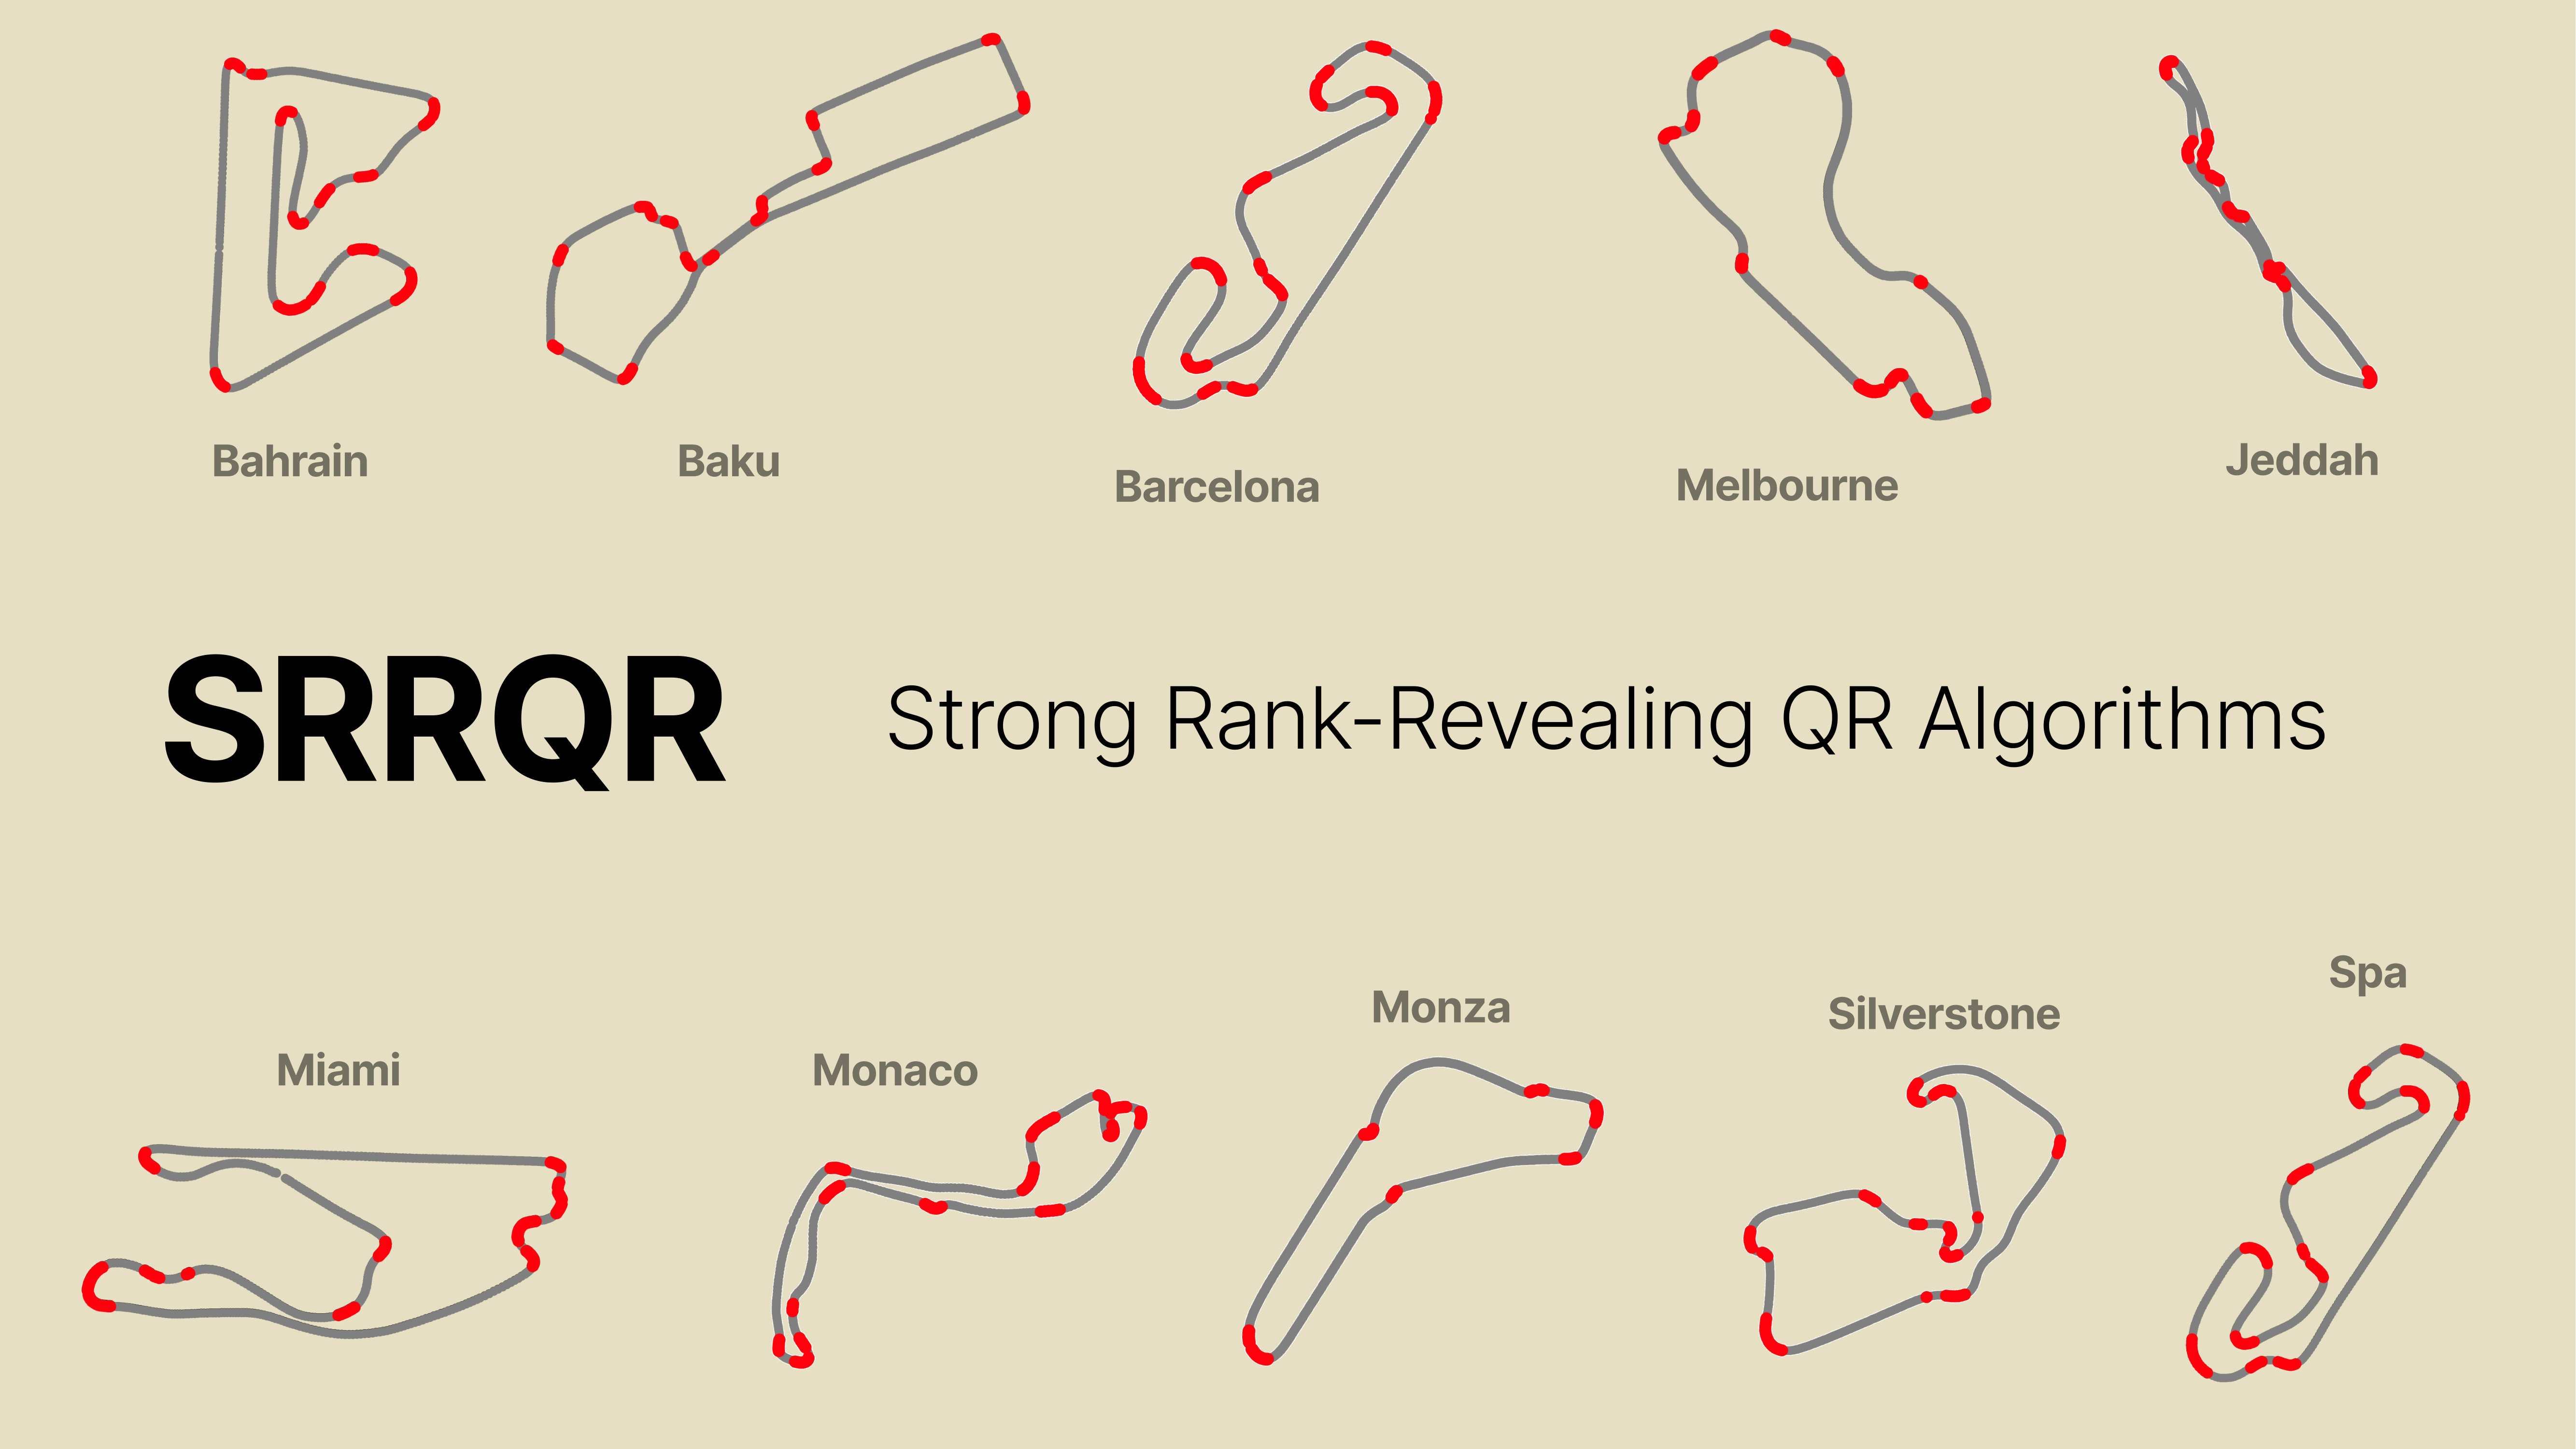 Bahrain
Baku
Barcelona
Melbourne
Jeddah
SRRQR
Strong Rank-Revealing QR Algorithms
Miami
Monaco
Monza
Silverstone
Spa